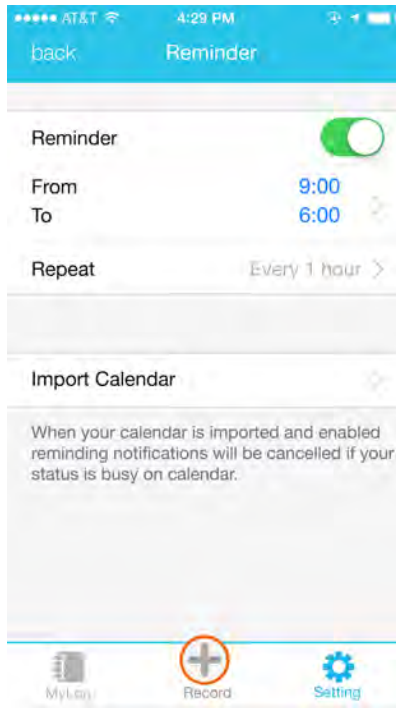 AT&T 4:29 PM
back Reminder
Reminder
From 9:00
To 6:00
Repeat Every 1 hour >
Import Calendar >
When your calendar is imported and enabled
reminding notifications will be cancelled if your
status is busy on calendar.
Record Setting